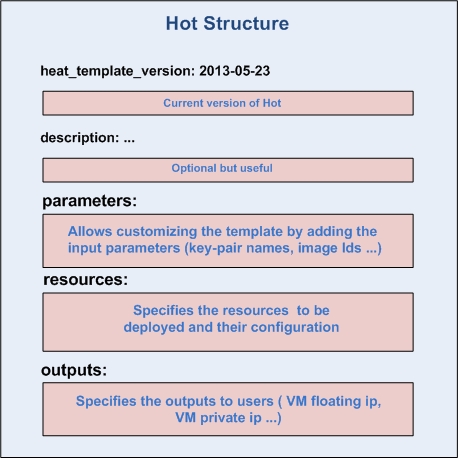 Hot Structure
heat_template_version: 2013-05-23
Current version of Hot
description: ...
Optional but useful
parameters:
Allows customizing the template by adding the
input parameters (key-pair names, image Ids ...)
resources:
Specifies the resources to be
deployed and their configuration
outputs:
Specifies the outputs to users ( VM floating ip,
VM private ip ...)